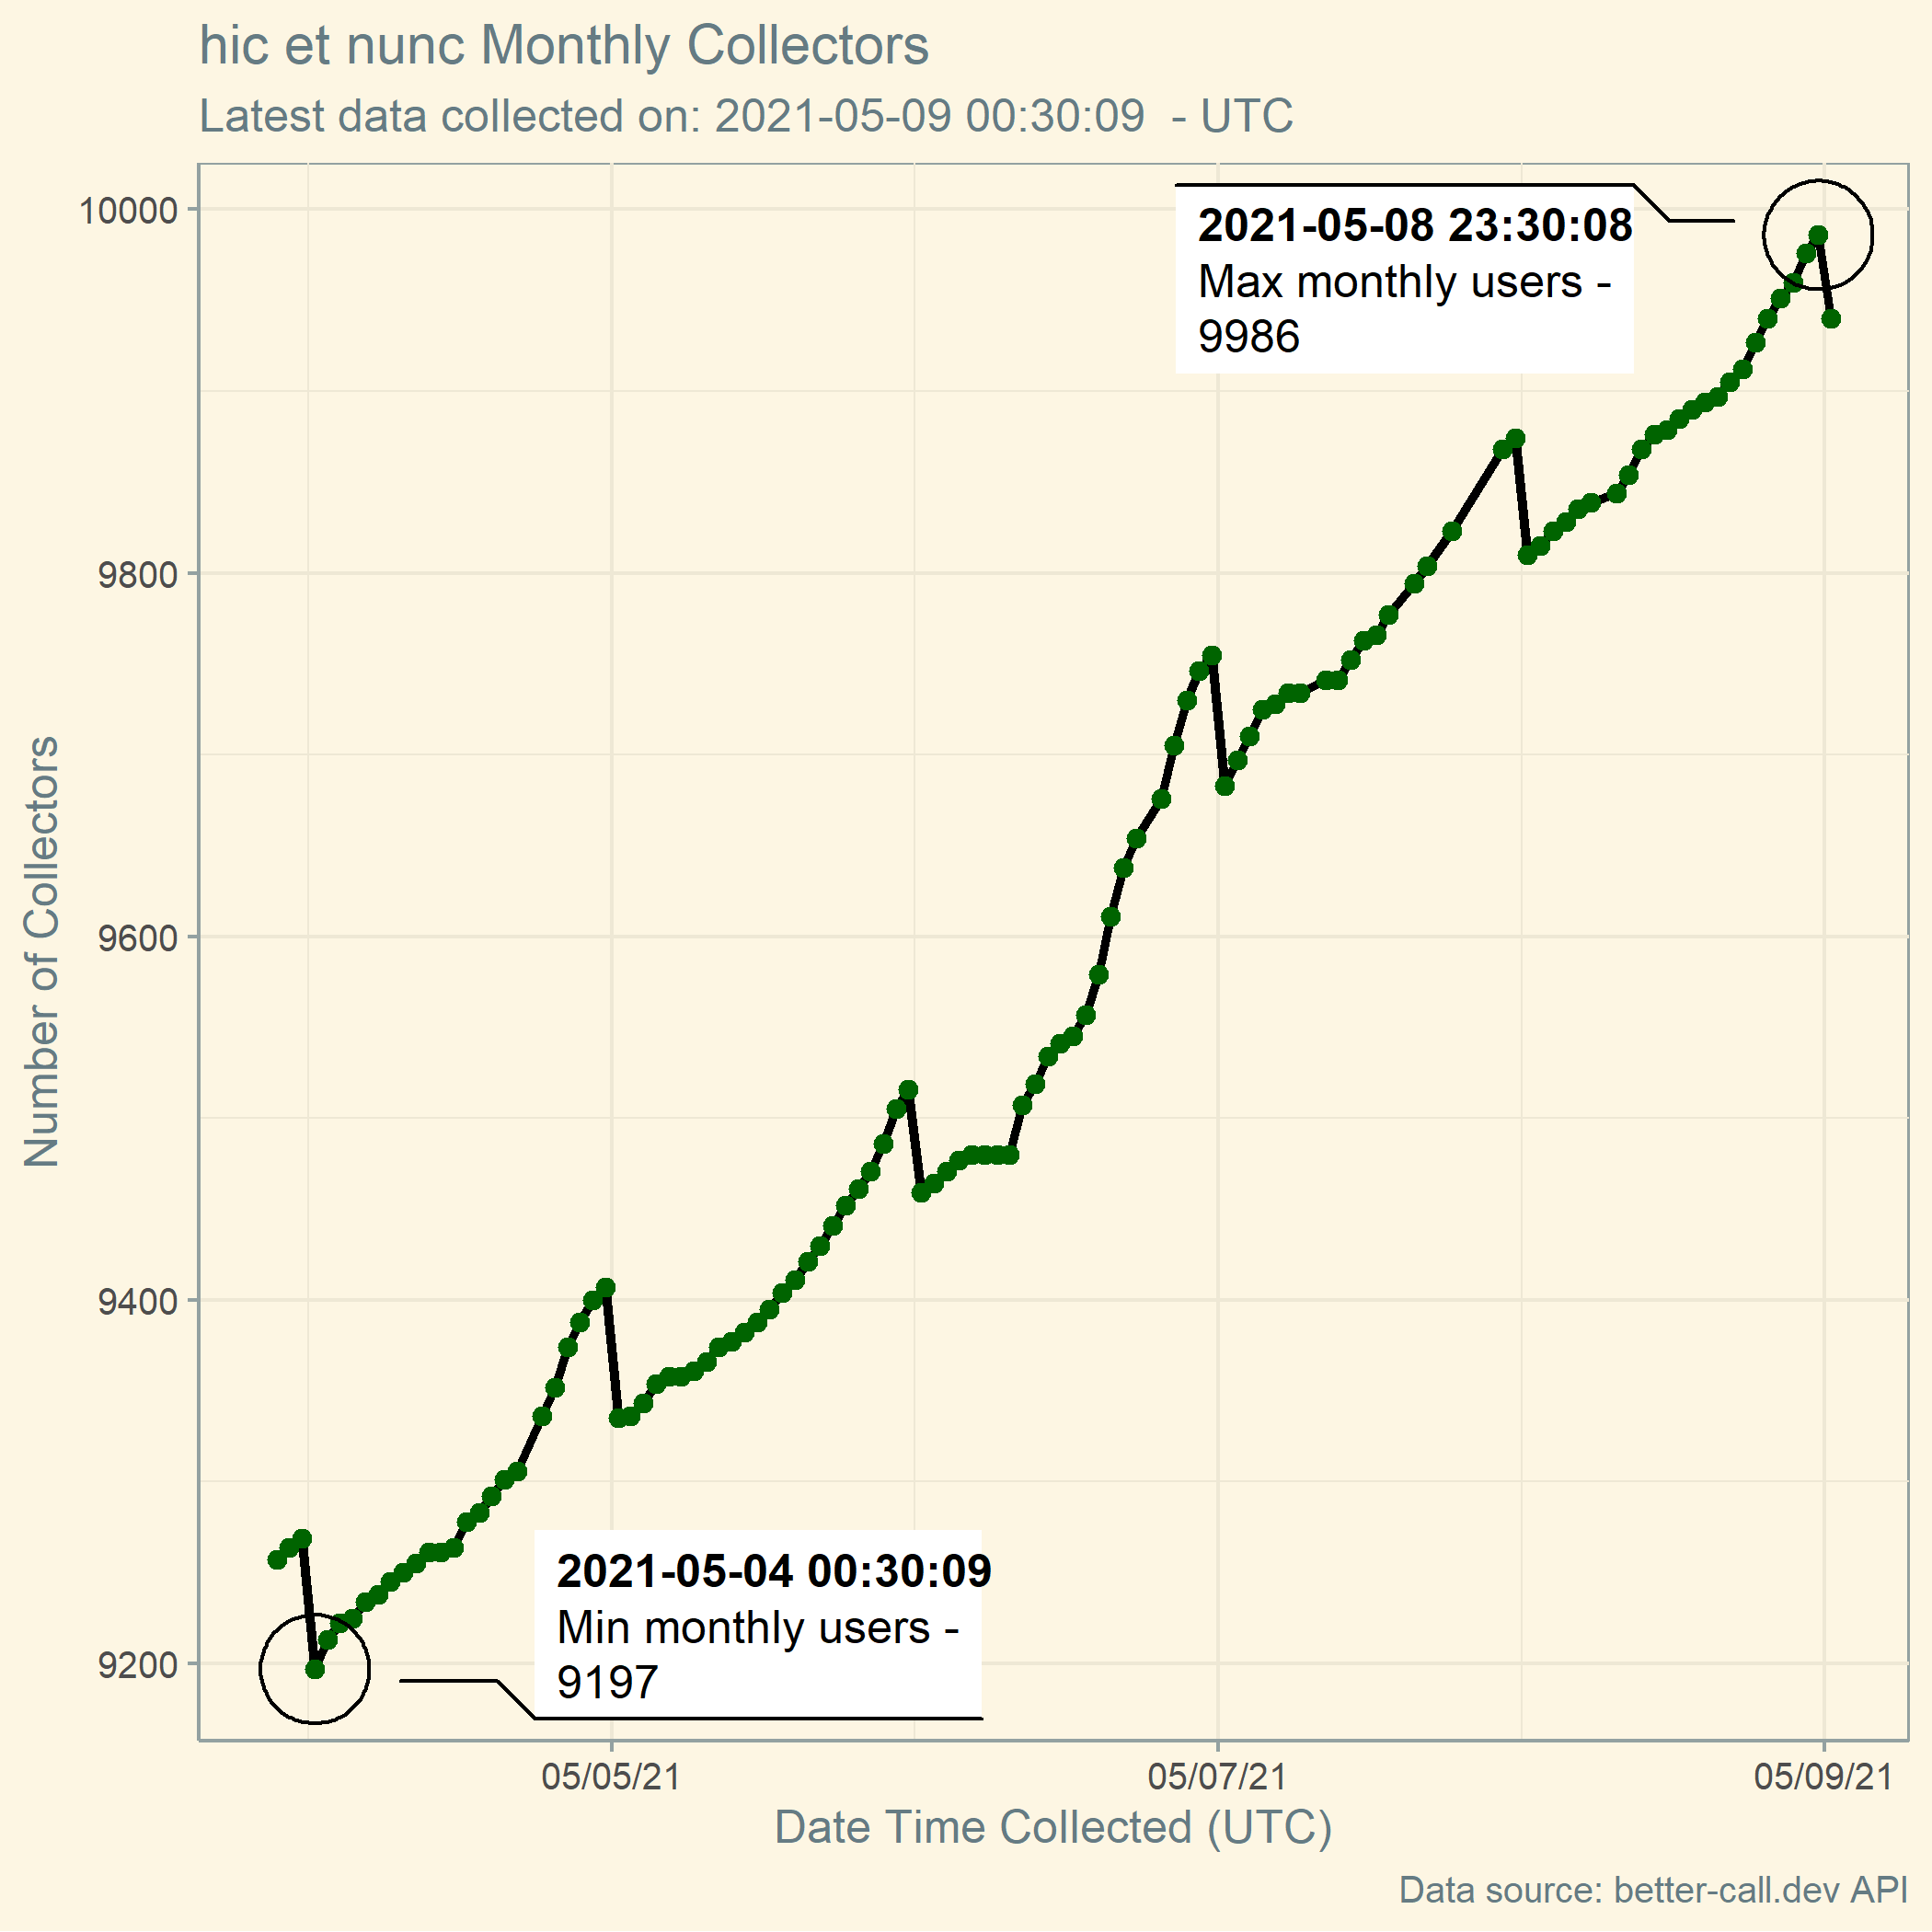 hic et nunc Monthly Collectors
Latest data collected on: 2021-05-09 00:30:09  - UTC
10000
9800
9600
9400
9200
Number of Collectors
2021-05-08 23:30:08
Max monthly users -
9986
2021-05-04 00:30:09
Min monthly users -
9197
05/05/21
05/07/21
05/09/21
Date Time Collected (UTC)
Data source: better-call.dev API